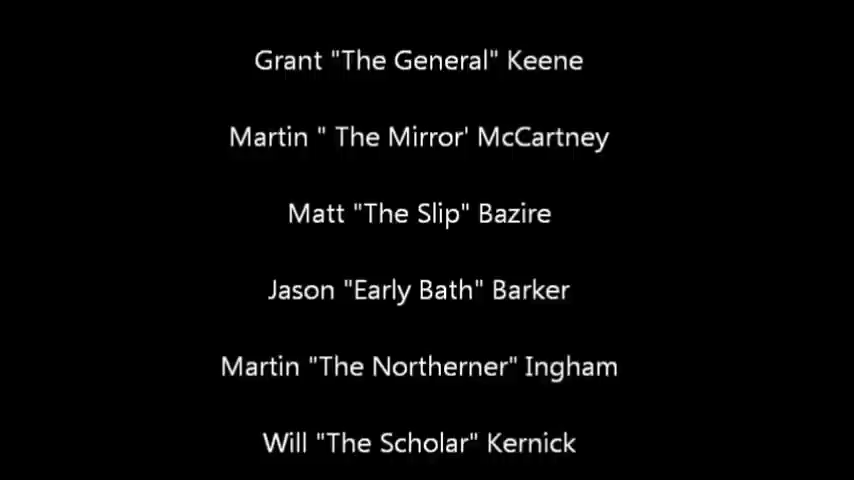 Grant "The General" Keene
Martin " The Mirror' McCartney
Matt "The Slip" Bazire
Jason "Early Bath" Barker
Martin "The Northerner" Ingham
Will "The Scholar" Kernick